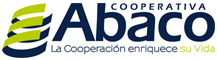 COOPERATIVA
Abaco
La Cooperación enriquece su Vida